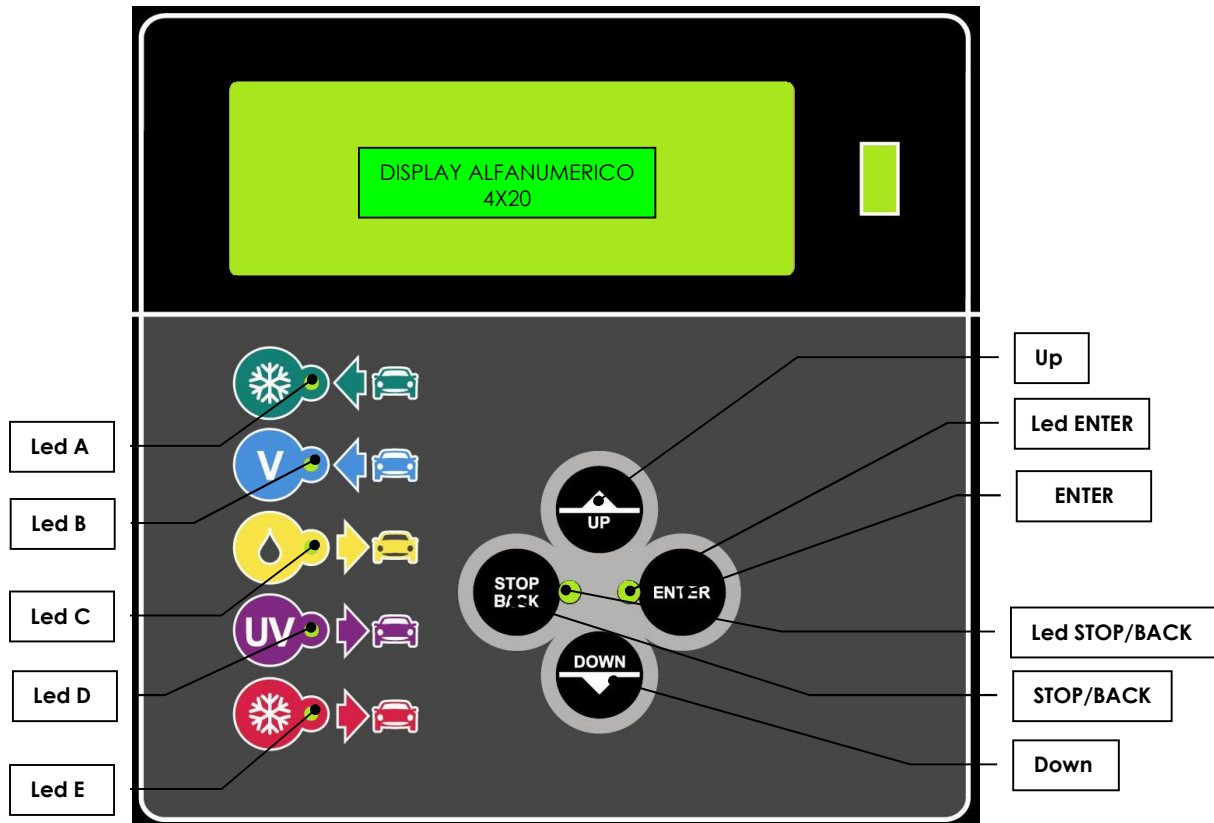 DISPLAY ALFANUMERICO
4X20
Up
Led ENTER
Led A
V
ENTER
UP
Led B
STOP
BACK
ENTER
Led C
UV
DOWN
Led STOP/BACK
Led D
STOP/BACK
Down
Led E